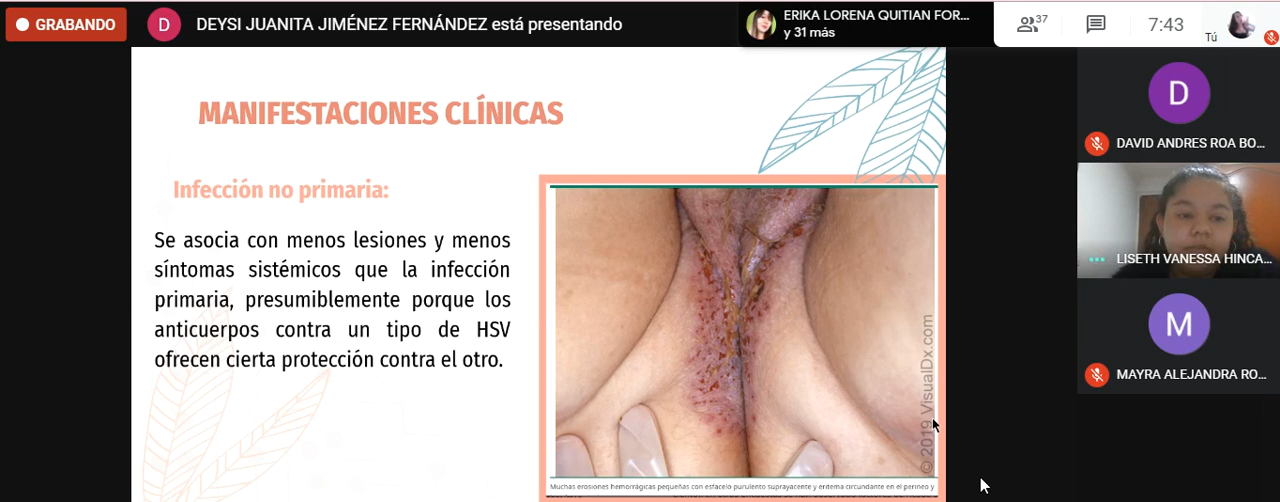 GRABANDO
D
DEYSI JUANITA JIMÉNEZ FERNÁNDEZ está presentando
ERIKA LORENA QUITIAN FOR...
y 31 más
37
7:43
Tú
MANIFESTACIONES CLÍNICAS
Infección no primaria:
Se asocia con menos lesiones y menos
síntomas sistémicos que la infección
primaria, presumiblemente porque los
anticuerpos contra un tipo de HSV
ofrecen cierta protección contra el otro.
© 2019 VisualDx.com
Muchas erosiones hemorrágicas pequeñas con esfacelo purulento suprayacente y eritema circundante en el perineo y
D
DAVID ANDRES ROA BO...
LISETH VANESSA HINCA...
M
MAYRA ALEJANDRA RO...